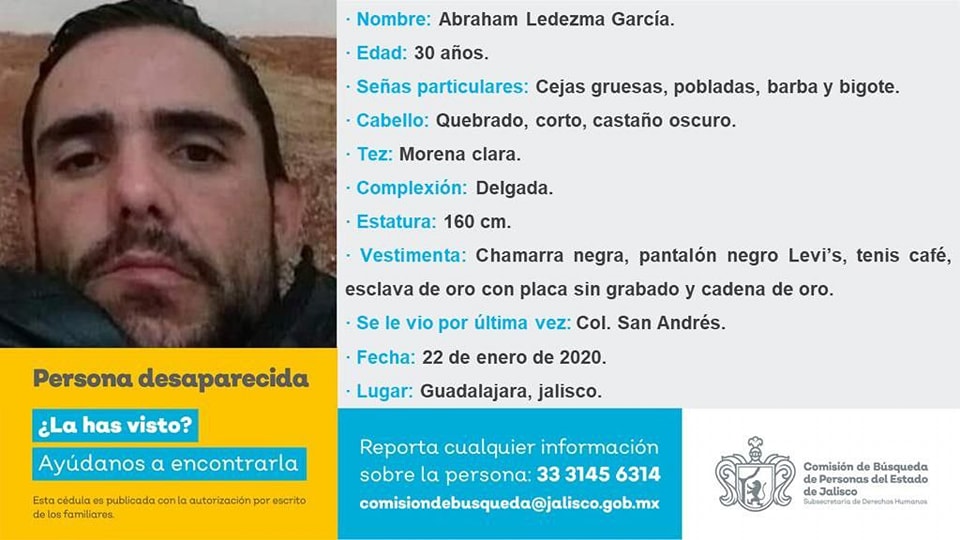 · Nombre: Abraham Ledezma García.
· Edad: 30 años.
· Señas particulares: Cejas gruesas, pobladas, barba y bigote.
· Cabello: Quebrado, corto, castaño oscuro.
· Tez: Morena clara.
· Complexión: Delgada.
· Estatura: 160 cm.
· Vestimenta: Chamarra negra, pantalón negro Levi’s, tenis café,
esclava de oro con placa sin grabado y cadena de oro.
· Se le vio por última vez: Col. San Andrés.
· Fecha: 22 de enero de 2020.
· Lugar: Guadalajara, jalisco.
Persona desaparecida
¿La has visto?
Ayúdanos a encontrarla
Esta cédula es publicada con la autorización por escrito
de los familiares.
Reporta cualquier información
sobre la persona: 33 3145 6314
comisiondebusqueda@jalisco.gob.mx
Comisión de Búsqueda
de Personas del Estado
de Jalisco
Subsecretaría de Derechos Humanos